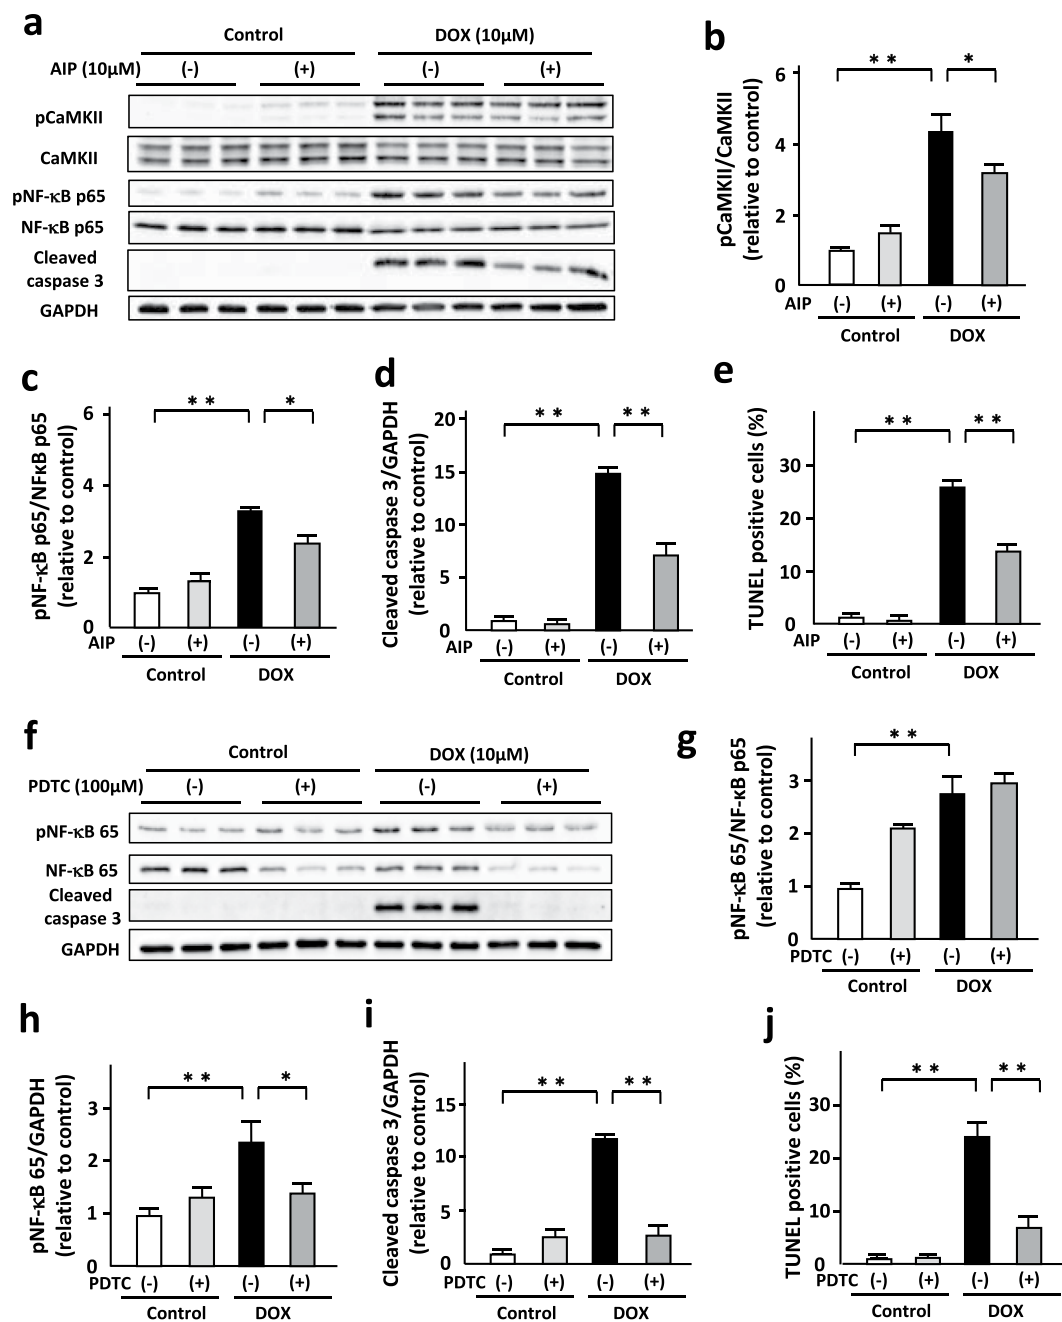 a
Control DOX (10μM)
AIP (10μM) (-) (+) (-) (+)
pCaMKII
CaMKII
pNF-κB p65
NF-κB p65
Cleaved
caspase 3
GAPDH
b
pCaMKII/CaMKII
(relative to control)
6
4
2
0
* * *
AIP (-) (+) (-) (+)
Control DOX
c
pNF-κB p65/NFκB p65
(relative to control)
6
4
2
0
* * *
AIP (-) (+) (-) (+)
Control DOX
d
Cleaved caspase 3/GAPDH
(relative to control)
20
15
10
5
0
* * * *
AIP (-) (+) (-) (+)
Control DOX
e
TUNEL positive cells (%)
30
20
10
0
* * * *
AIP (-) (+) (-) (+)
Control DOX
f
Control DOX (10μM)
PDTC (100μM) (-) (+) (-) (+)
pNF-κB 65
NF-κB 65
Cleaved
caspase 3
GAPDH
g
pNF-κB 65/NF-κB p65
(relative to control)
3
2
1
0
* *
PDTC (-) (+) (-) (+)
Control DOX
h
pNF-κB 65/GAPDH
(relative to control)
3
2
1
0
* * *
PDTC (-) (+) (-) (+)
Control DOX
i
Cleaved caspase 3/GAPDH
(relative to control)
15
10
5
0
* * * *
PDTC (-) (+) (-) (+)
Control DOX
j
TUNEL positive cells (%)
30
20
10
0
* * * *
PDTC (-) (+) (-) (+)
Control DOX